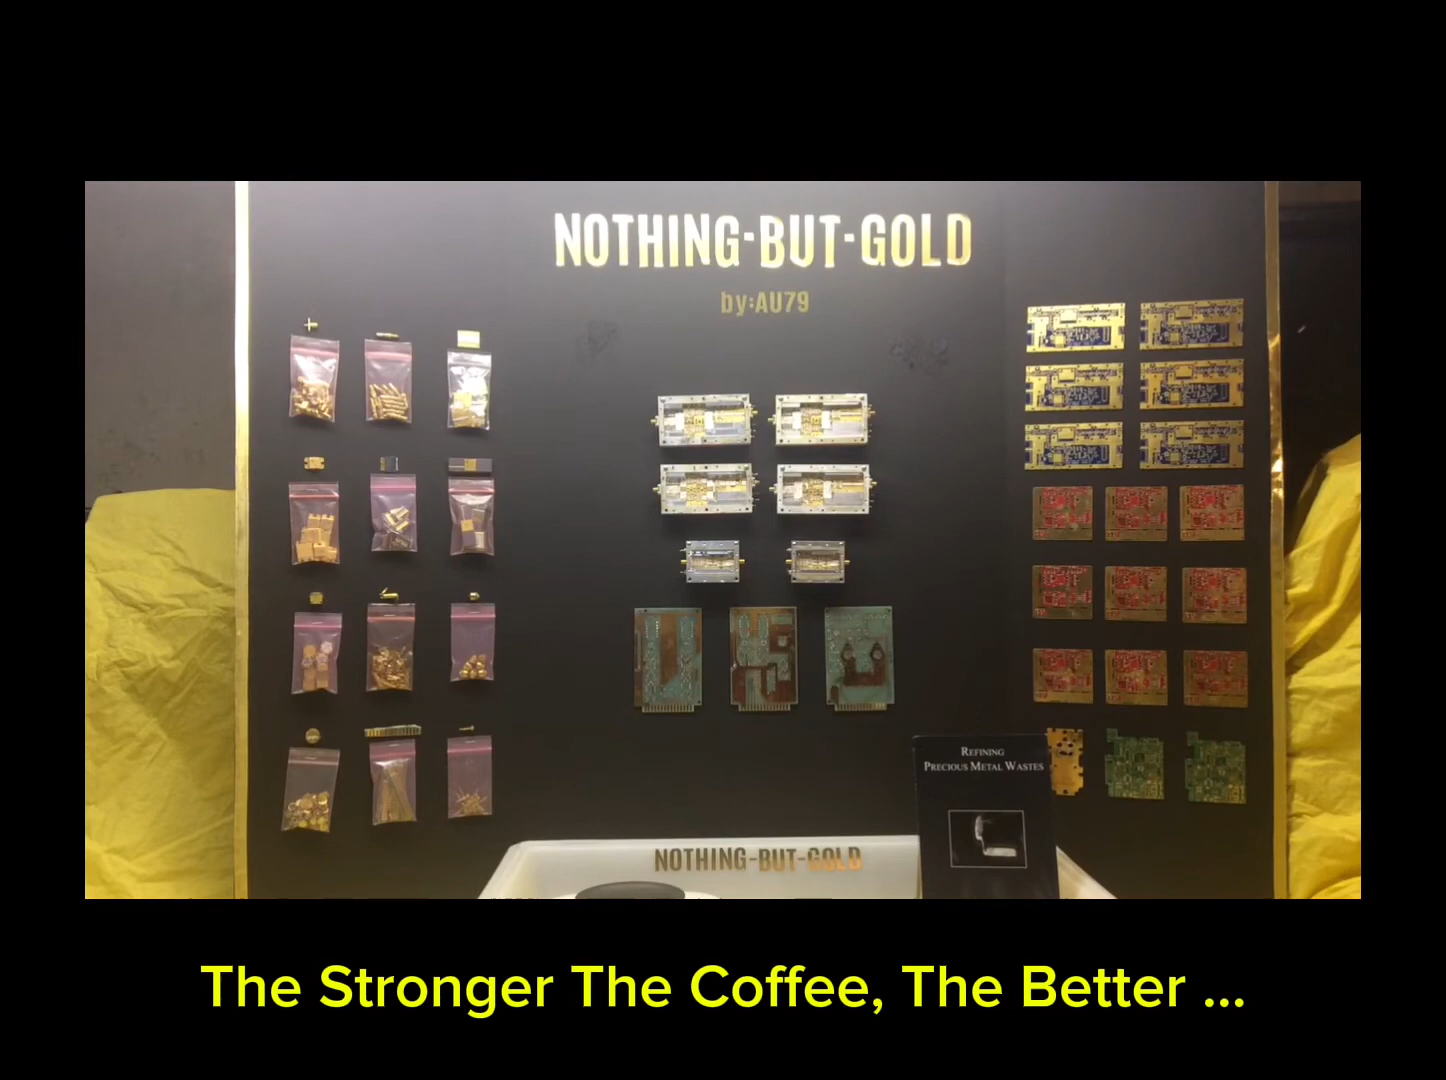 NOTHING-BUT-GOLD
by:AU79
REFINING
PRECIOUS METAL WASTES
NOTHING-BUT-GOLD
The Stronger The Coffee, The Better ...